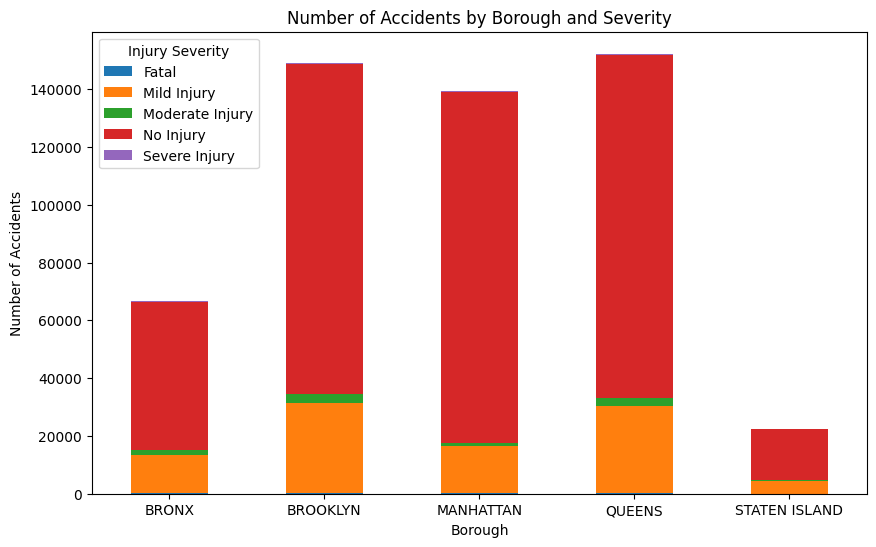 Number of Accidents by Borough and Severity
Injury Severity
Fatal
Mild Injury
Moderate Injury
No Injury
Severe Injury
Number of Accidents
140000
120000
100000
80000
60000
40000
20000
0
BRONX
BROOKLYN
MANHATTAN
QUEENS
STATEN ISLAND
Borough